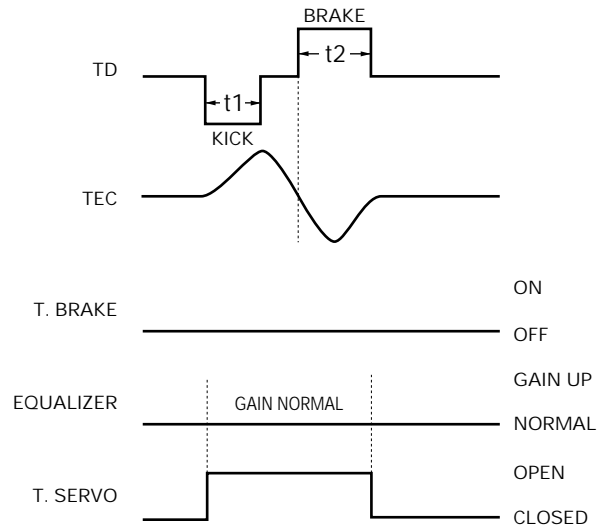 BRAKE
TD
t2
t1
KICK
TEC
ON
T. BRAKE
OFF
GAIN UP
EQUALIZER
GAIN NORMAL
NORMAL
OPEN
T. SERVO
CLOSED